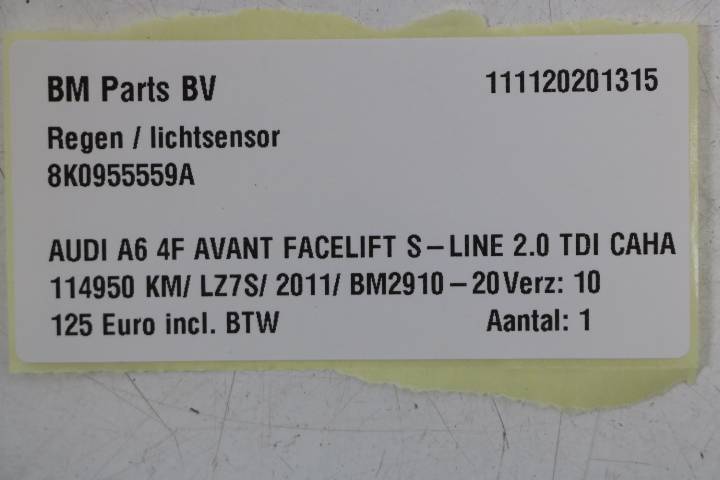 BM Parts BV 111120201315
Regen / lichtsensor
8K0955559A
AUDI A6 4F AVANT FACELIFT S-LINE 2.0 TDI CAHA
114950 KM/ LZ7S/ 2011/ BM2910-20 Verz: 10
125 Euro incl. BTW Aantal: 1